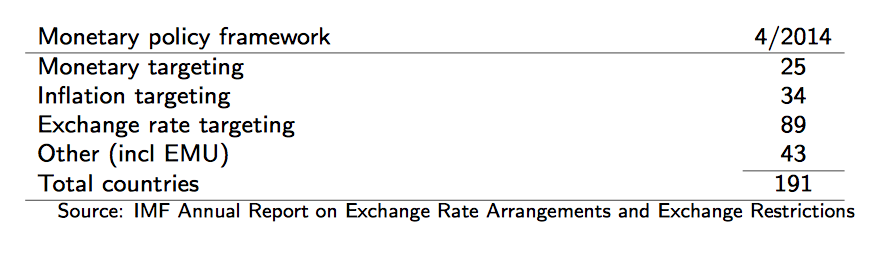 Monetary policy framework 4/2014
Monetary targeting 25
Inflation targeting 34
Exchange rate targeting 89
Other (incl EMU) 43
Total countries 191
Source: IMF Annual Report on Exchange Rate Arrangements and Exchange Restrictions